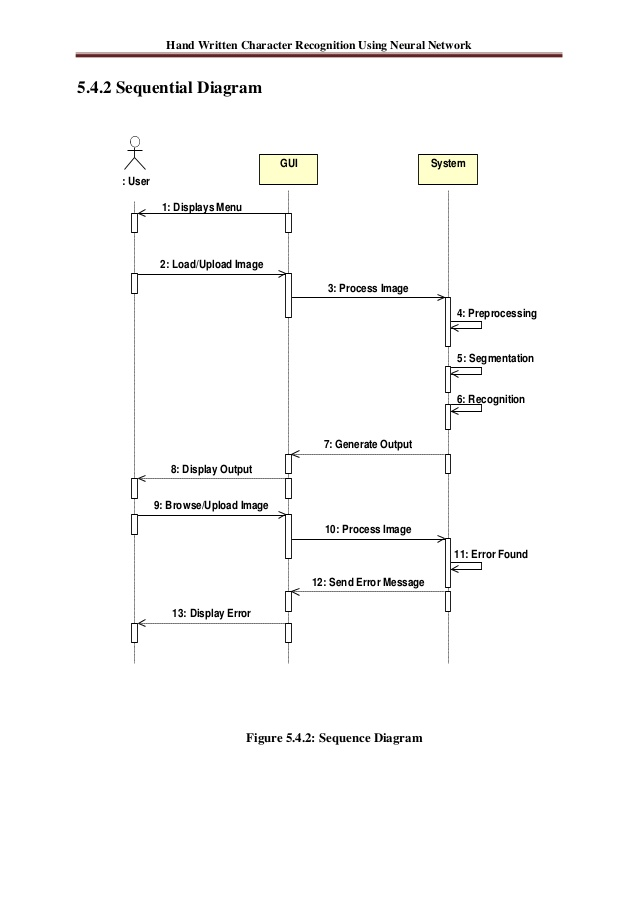 Hand Written Character Recognition Using Neural Network
5.4.2 Sequential Diagram
: User
GUI
System
1: Displays Menu
2: Load/Upload Image
3: Process Image
4: Preprocessing
5: Segmentation
6: Recognition
7: Generate Output
8: Display Output
9: Browse/Upload Image
10: Process Image
11: Error Found
12: Send Error Message
13: Display Error
Figure 5.4.2: Sequence Diagram